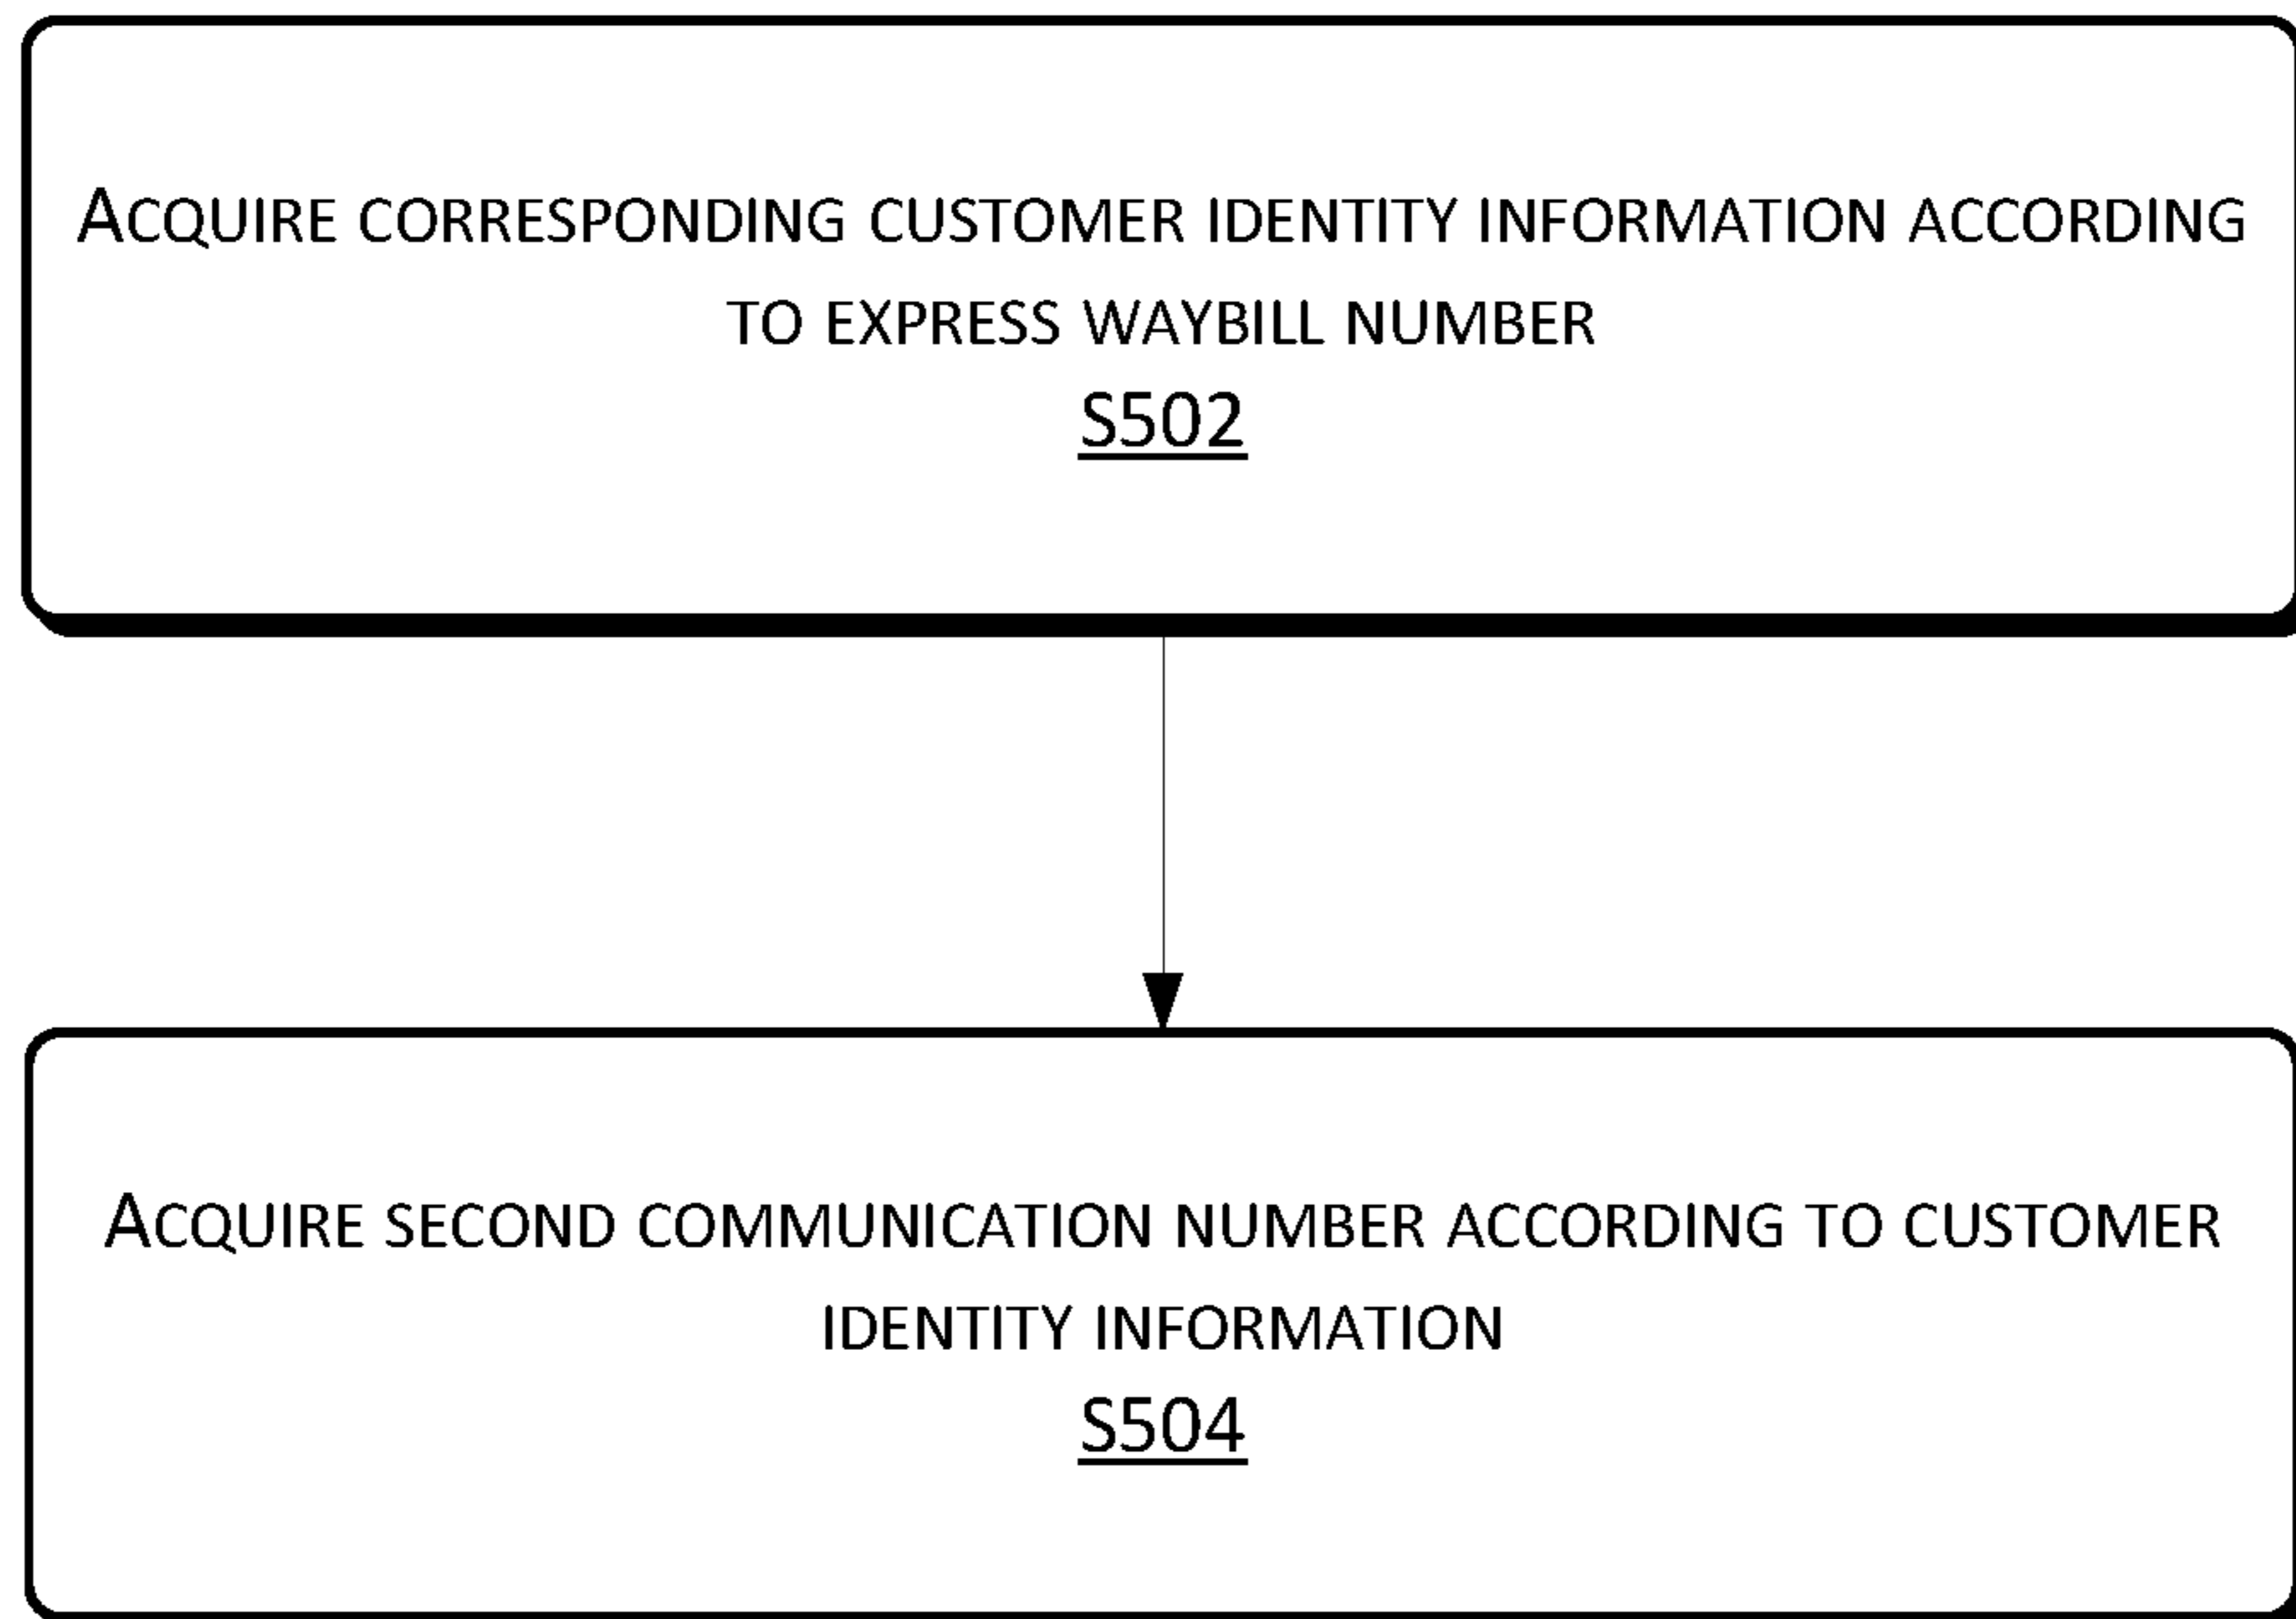 ACQUIRE CORRESPONDING CUSTOMER IDENTITY INFORMATION ACCORDING
TO EXPRESS WAYBILL NUMBER
S502
ACQUIRE SECOND COMMUNICATION NUMBER ACCORDING TO CUSTOMER
IDENTITY INFORMATION
S504